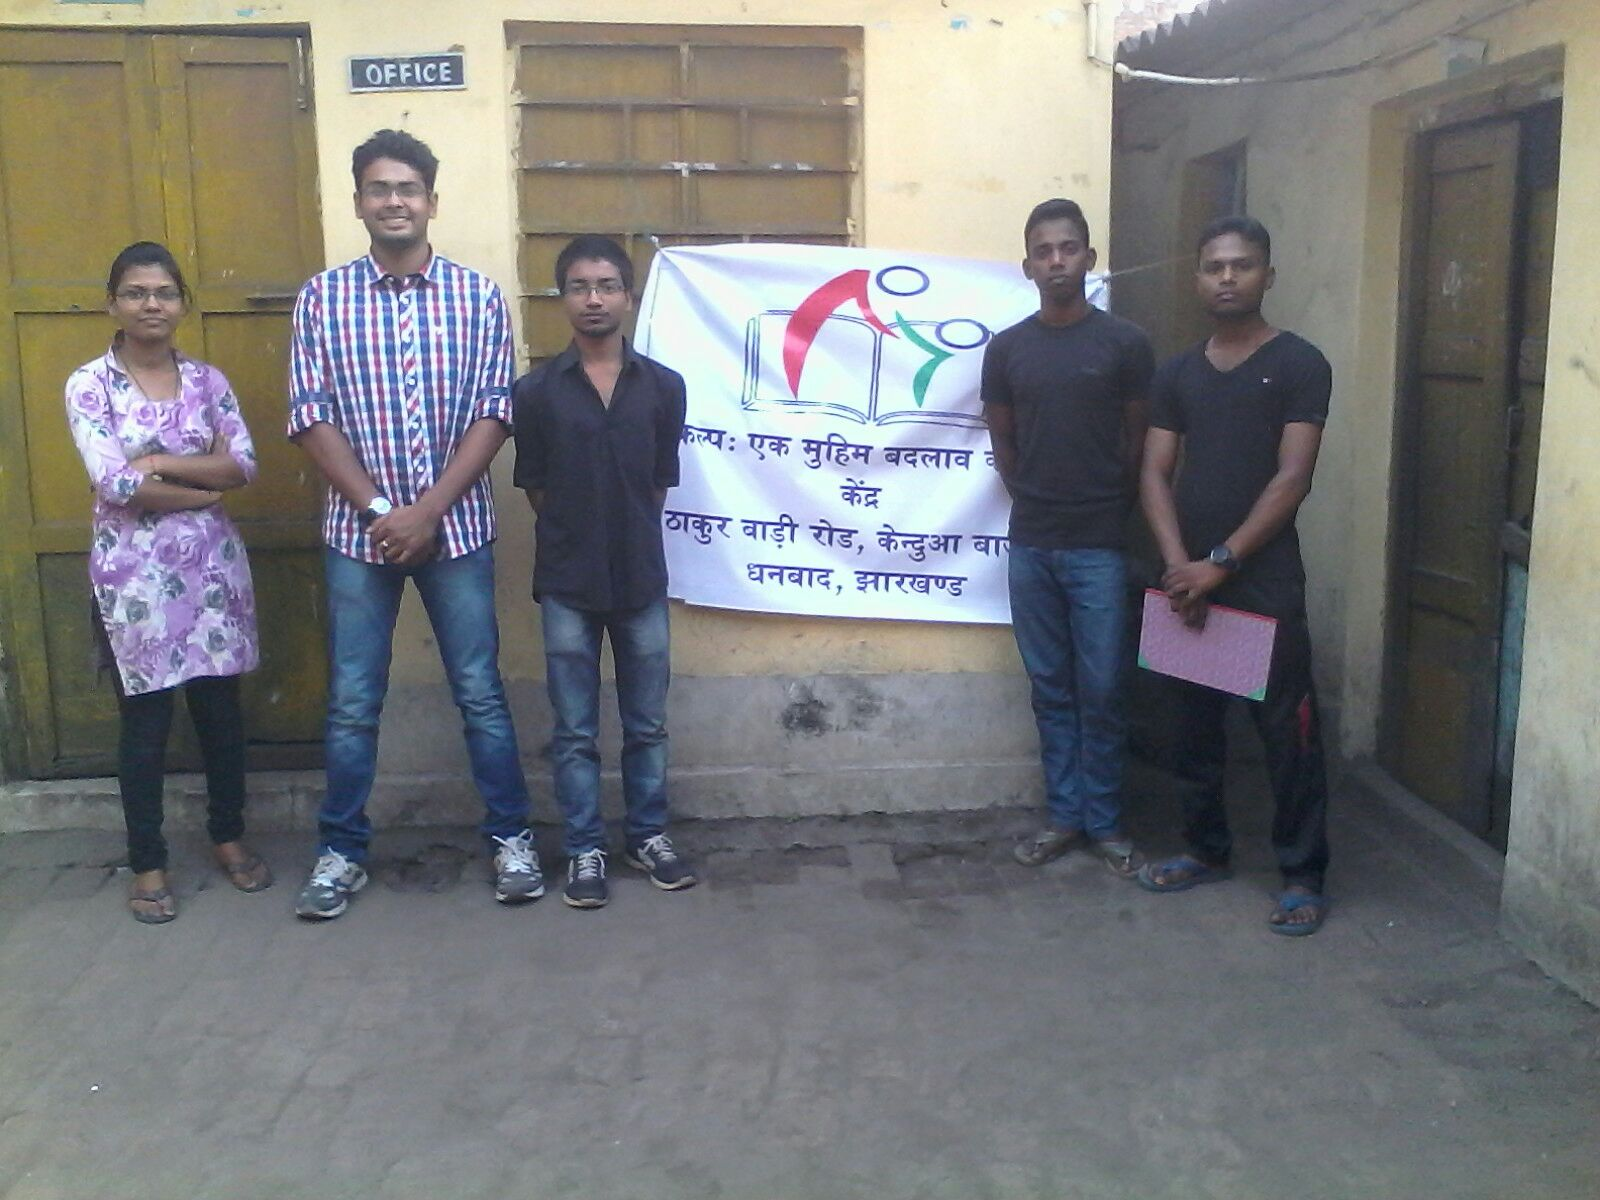 OFFICE
कल्प: एक मुहिम बदलाव
केंद्र
ठाकुर वाड़ी रोड, केन्दुआ
धनबाद, झारखण्ड